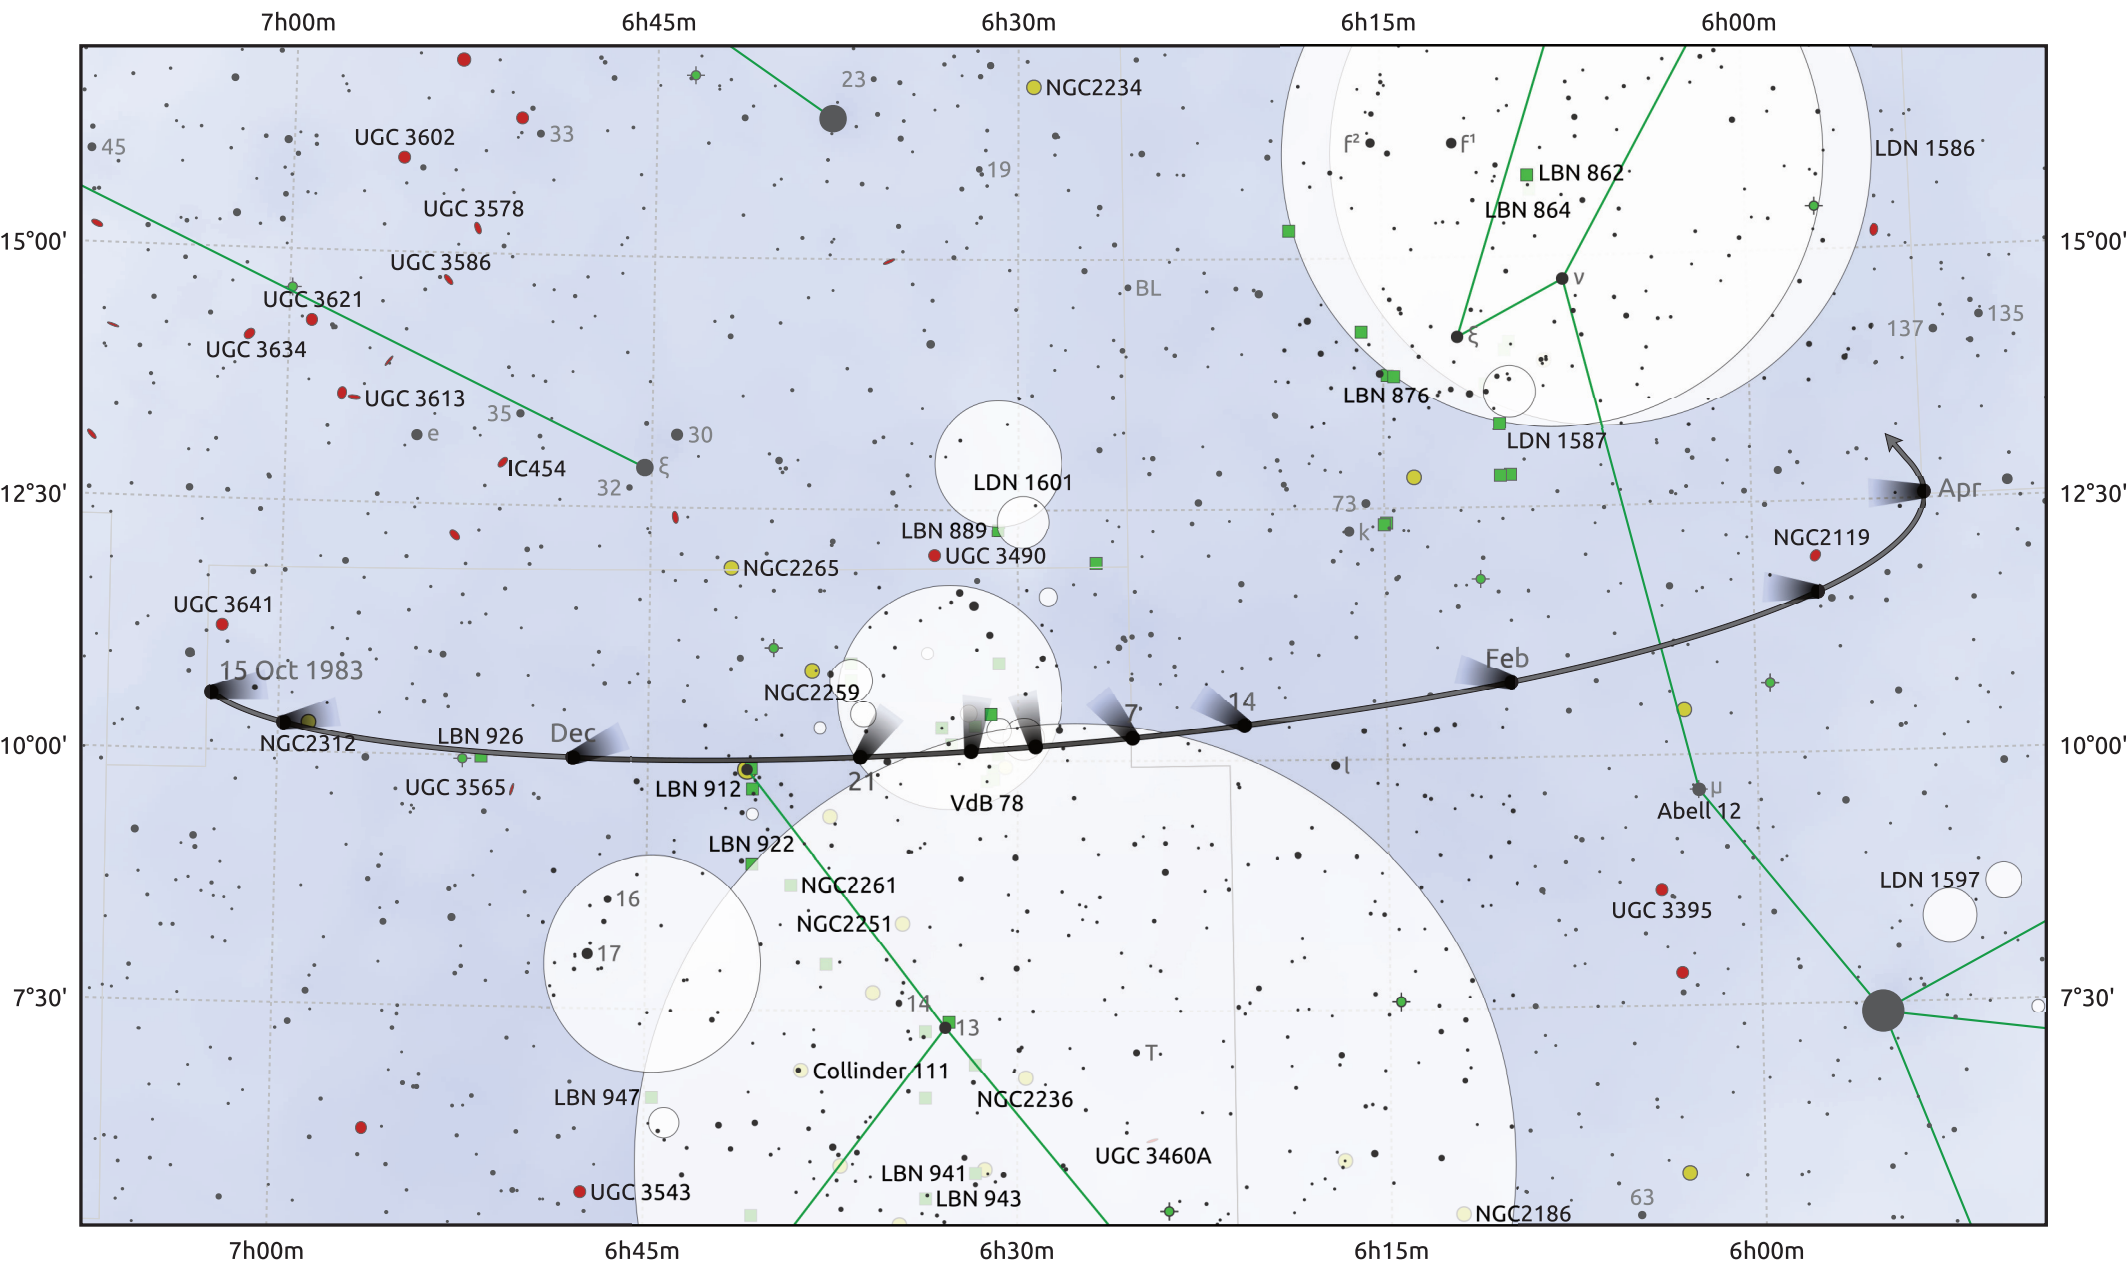 7h00m 6h45m 6h30m 6h15m 6h00m
23
NGC2234
45
UGC 3602
33
f² f¹
LDN 1586
19
LBN 862
UGC 3578
LBN 864
15°00' 15°00'
UGC 3586
ν
BL
UGC 3621
135
137
UGC 3634
ξ
UGC 3613
LBN 876
35
e
30
LDN 1587
IC454
ξ
32
LDN 1601
12°30' Apr 12°30'
73
k
LBN 889
NGC2119
UGC 3490
NGC2265
UGC 3641
15 Oct 1983
Feb
NGC2259
14
7
Dec
LBN 926
NGC2312
10°00' 10°00'
l
21
UGC 3565
LBN 912
μ
VdB 78
Abell 12
LBN 922
LDN 1597
NGC2261
16
UGC 3395
NGC2251
17
7°30' 7°30'
14
13
T
Collinder 111
LBN 947
NGC2236
UGC 3460A
LBN 941
UGC 3543
LBN 943
63
NGC2186
7h00m 6h45m 6h30m 6h15m 6h00m